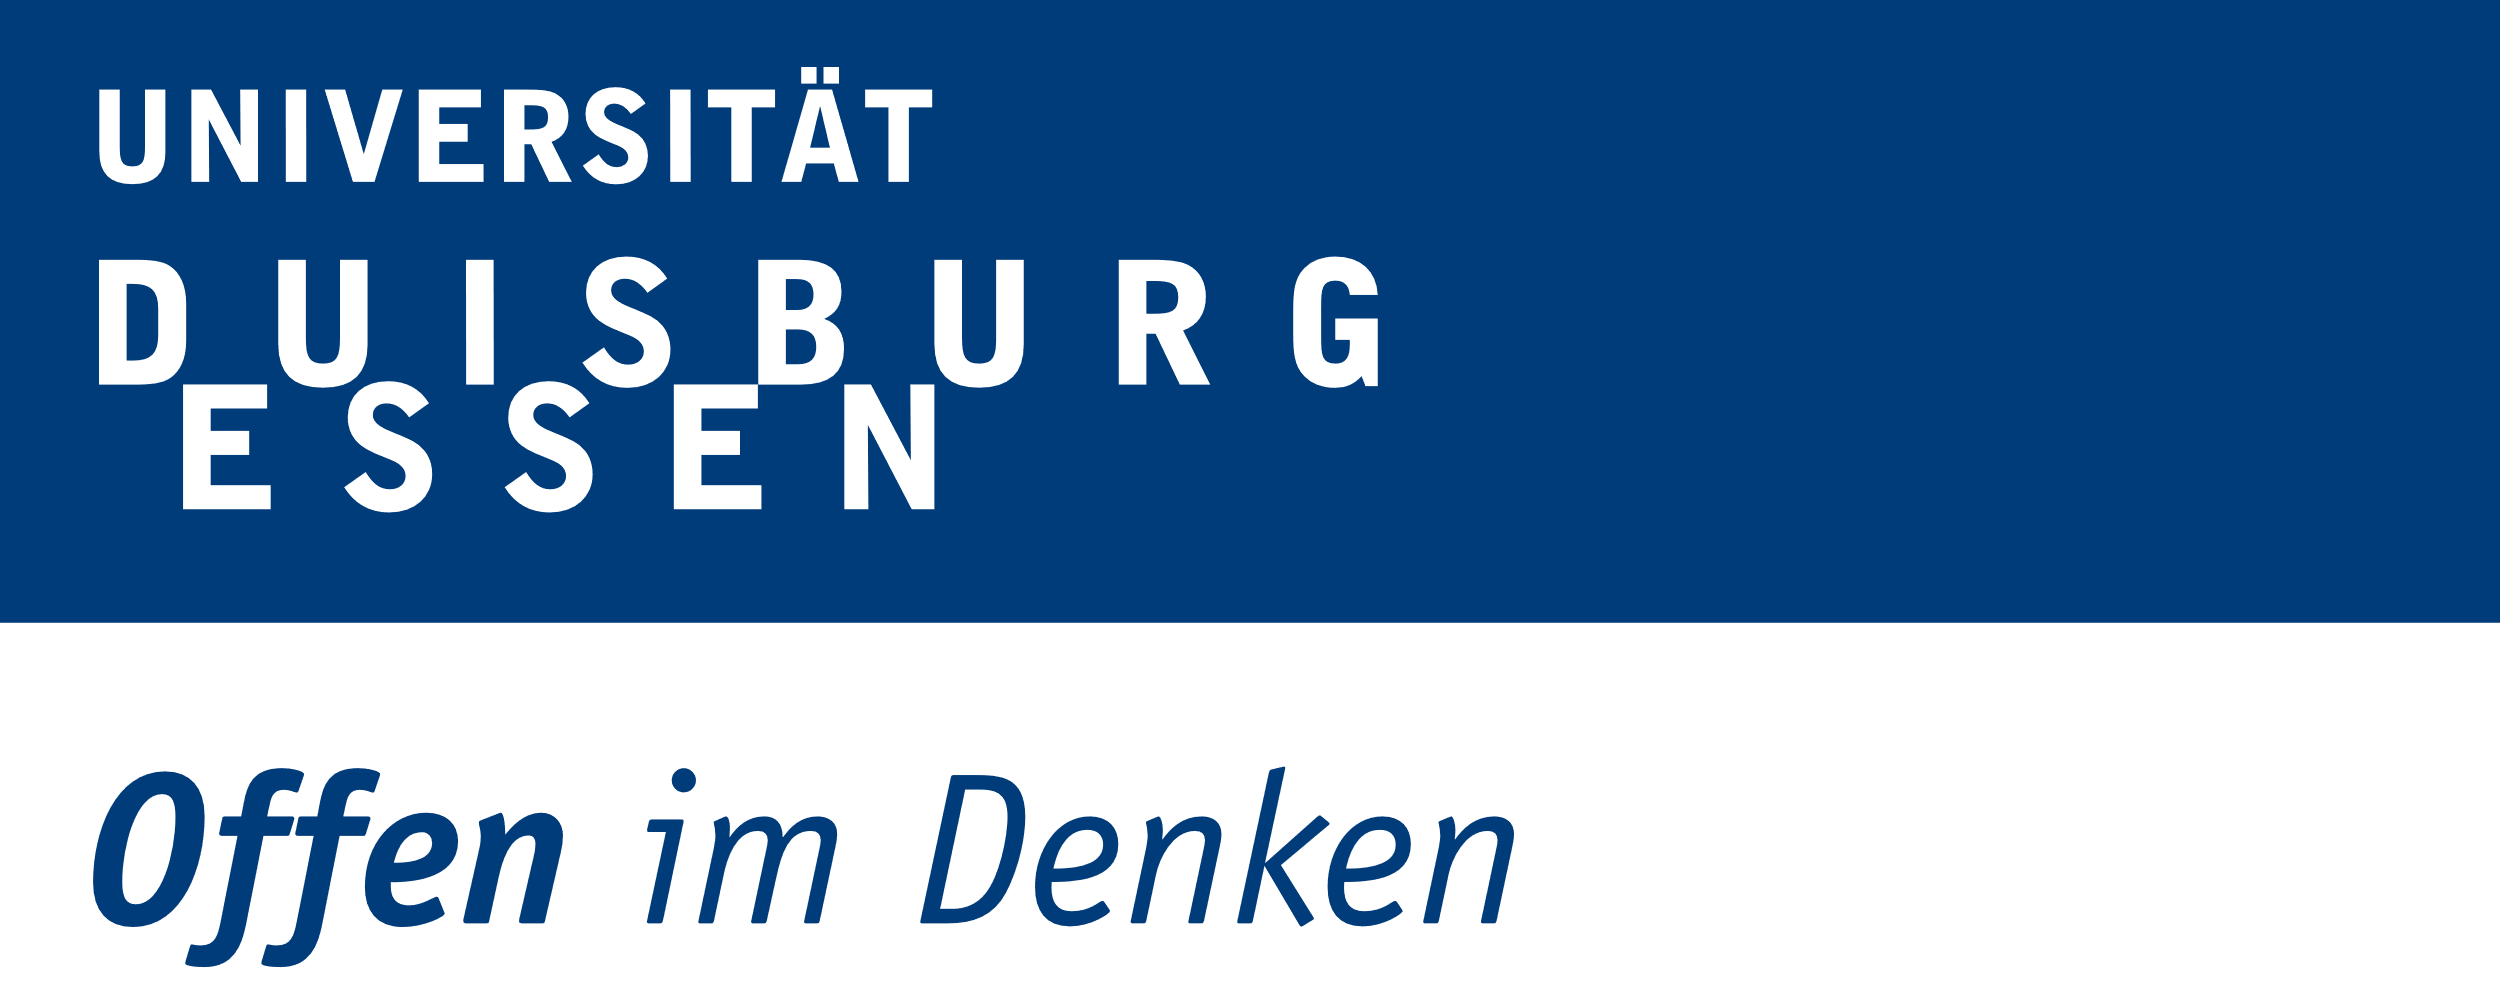 UNIVERSITÄT
DUISBURG
ESSEN
Offen im Denken